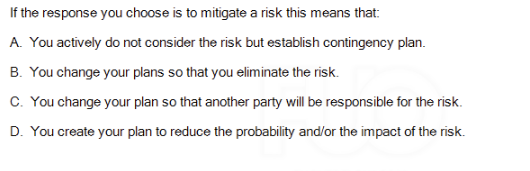 If the response you choose is to mitigate a risk this means that:
A. You actively do not consider the risk but establish contingency plan.
B. You change your plans so that you eliminate the risk.
C. You change your plan so that another party will be responsible for the risk.
D. You create your plan to reduce the probability and/or the impact of the risk.